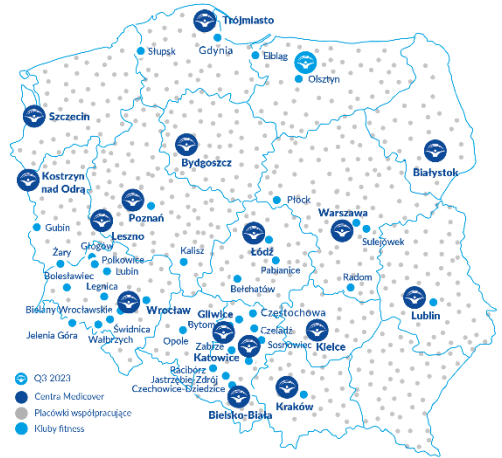 Trójmiasto
Słupsk
Gdynia
Elbląg
Olsztyn
Szczecin
Bydgoszcz
Białystok
Kostrzyn
nad Odrą
Poznań
Płock
Warszawa
Leszno
Gubin
Sulejówek
Głogów
Łódź
Żary
Polkowice
Kalisz
Pabianice
Bolesławiec
Lubin
Radom
Legnica
Bełchatów
Lublin
Bielany Wrocławskie
Wrocław
Gliwice
Częstochowa
Jelenia Góra
Świdnica
Bytom
Czeladź
Wałbrzych
Opole
Zabrze
Sosnowiec
Kielce
Katowice
Racibórz
Jastrzębie Zdrój
Czechowice-Dziedzice
Kraków
Bielsko-Biała
Q3 2023
Centra Medicover
Placówki współpracujące
Kluby fitness